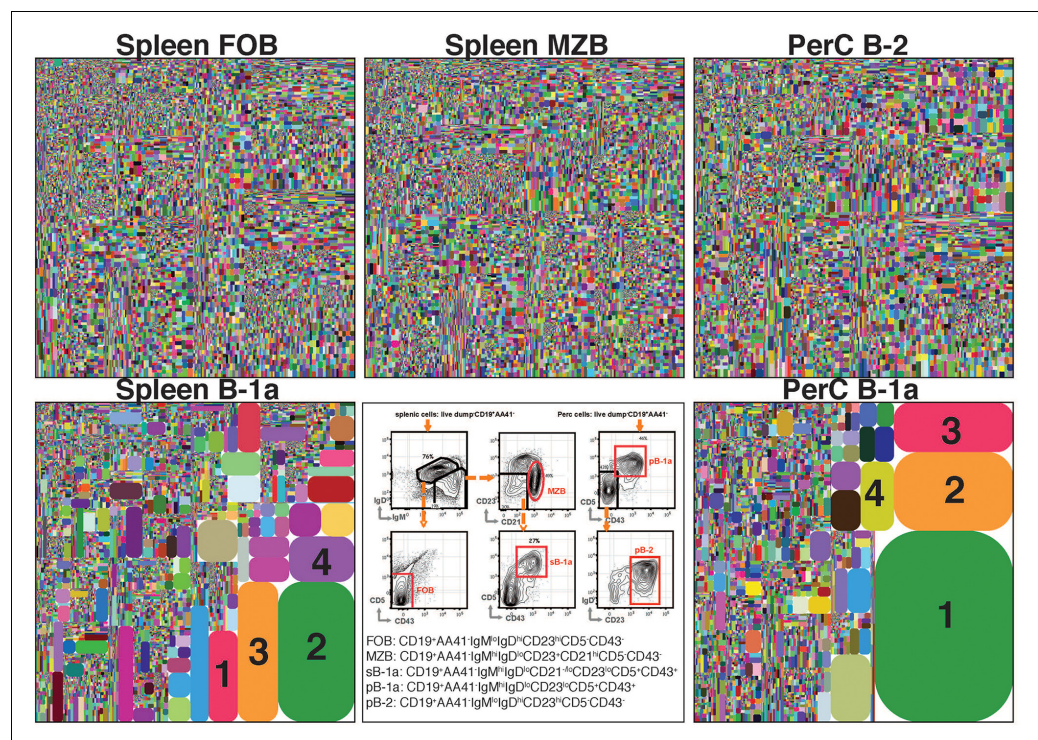 Spleen FOB
Spleen MZB
PerC B-2
Spleen B-1a
PerC B-1a
1
2
3
4
splenic cells: live dump⁻CD19⁺AA41⁻
Perc cells: live dump⁻CD19⁺AA41⁻
76%
IgD
IgM
CD23
CD21
MZB
46%
pB-1a
CD5
CD43
FOB
CD5
CD43
27%
sB-1a
CD5
CD43
pB-2
IgD
CD23
FOB: CD19⁺AA41⁻IgMˡᵒIgDʰⁱCD23ʰⁱCD5⁻CD43⁻
MZB: CD19⁺AA41⁻IgMʰⁱIgDˡᵒCD23⁺CD21ʰⁱCD5⁻CD43⁻
sB-1a: CD19⁺AA41⁻IgMʰⁱIgDˡᵒCD21⁻/ˡᵒCD23ˡᵒCD5⁺CD43⁺
pB-1a: CD19⁺AA41⁻IgMʰⁱIgDˡᵒCD23ˡᵒCD5⁺CD43⁺
pB-2: CD19⁺AA41⁻IgMˡᵒIgDʰⁱCD23ʰⁱCD5⁻CD43⁻
3
2
4
1